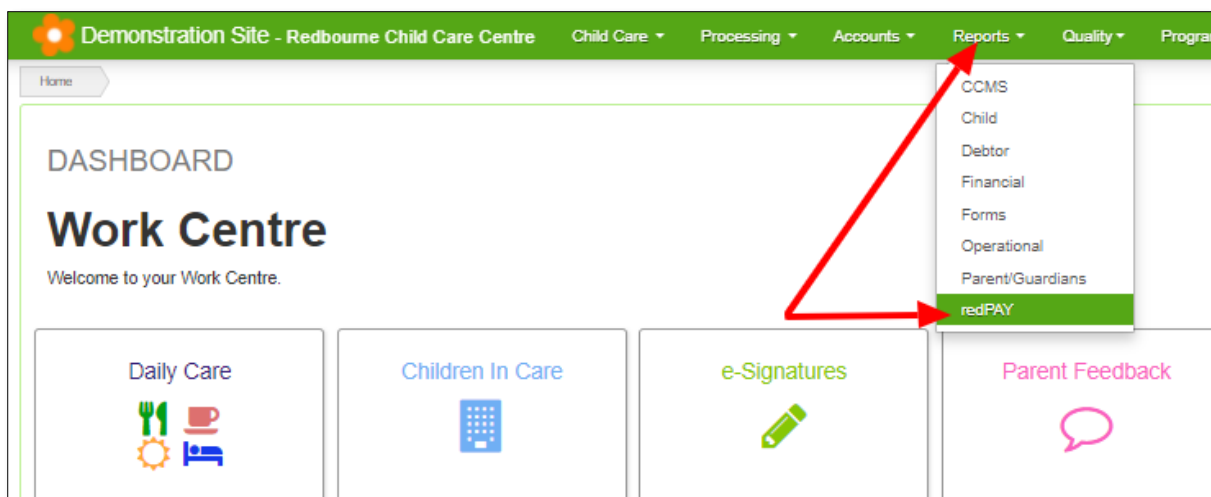 Demonstration Site - Redbourne Child Care Centre Child Care Processing Accounts Reports Quality Program
Home
CCMS
Child
Debtor
Financial
Forms
Operational
Parent/Guardians
redPAY
DASHBOARD
Work Centre
Welcome to your Work Centre.
Daily Care
Children In Care
e-Signatures
Parent Feedback